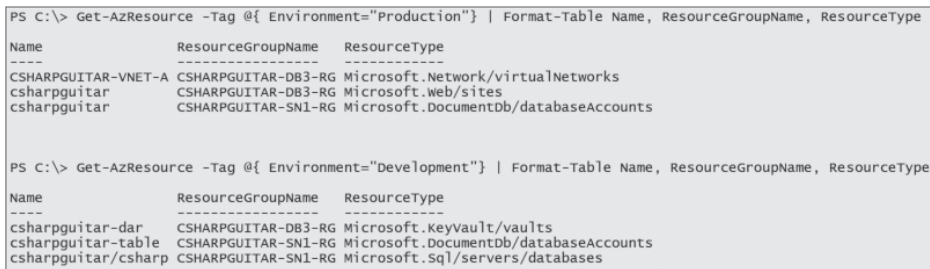 PS C:\> Get-AzResource -Tag @{ Environment="Production"} | Format-Table Name, ResourceGroupName, ResourceType
Name ResourceGroupName ResourceType
---- ----------------- ------------
CSHARPGUITAR-VNET-A CSHARPGUITAR-DB3-RG Microsoft.Network/virtualNetworks
csharpguitar CSHARPGUITAR-DB3-RG Microsoft.Web/sites
csharpguitar CSHARPGUITAR-SN1-RG Microsoft.DocumentDb/databaseAccounts
PS C:\> Get-AzResource -Tag @{ Environment="Development"} | Format-Table Name, ResourceGroupName, ResourceType
Name ResourceGroupName ResourceType
---- ----------------- ------------
csharpguitar-dar CSHARPGUITAR-DB3-RG Microsoft.KeyVault/vaults
csharpguitar-table CSHARPGUITAR-SN1-RG Microsoft.DocumentDb/databaseAccounts
csharpguitar/csharp CSHARPGUITAR-SN1-RG Microsoft.Sql/servers/databases